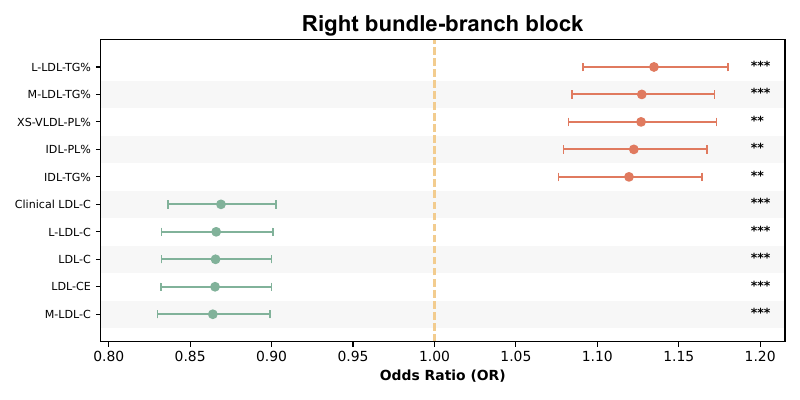 Right bundle-branch block
L-LDL-TG% ***
M-LDL-TG% ***
XS-VLDL-PL% **
IDL-PL% **
IDL-TG% **
Clinical LDL-C ***
L-LDL-C ***
LDL-C ***
LDL-CE ***
M-LDL-C ***
0.80 0.85 0.90 0.95 1.00 1.05 1.10 1.15 1.20
Odds Ratio (OR)